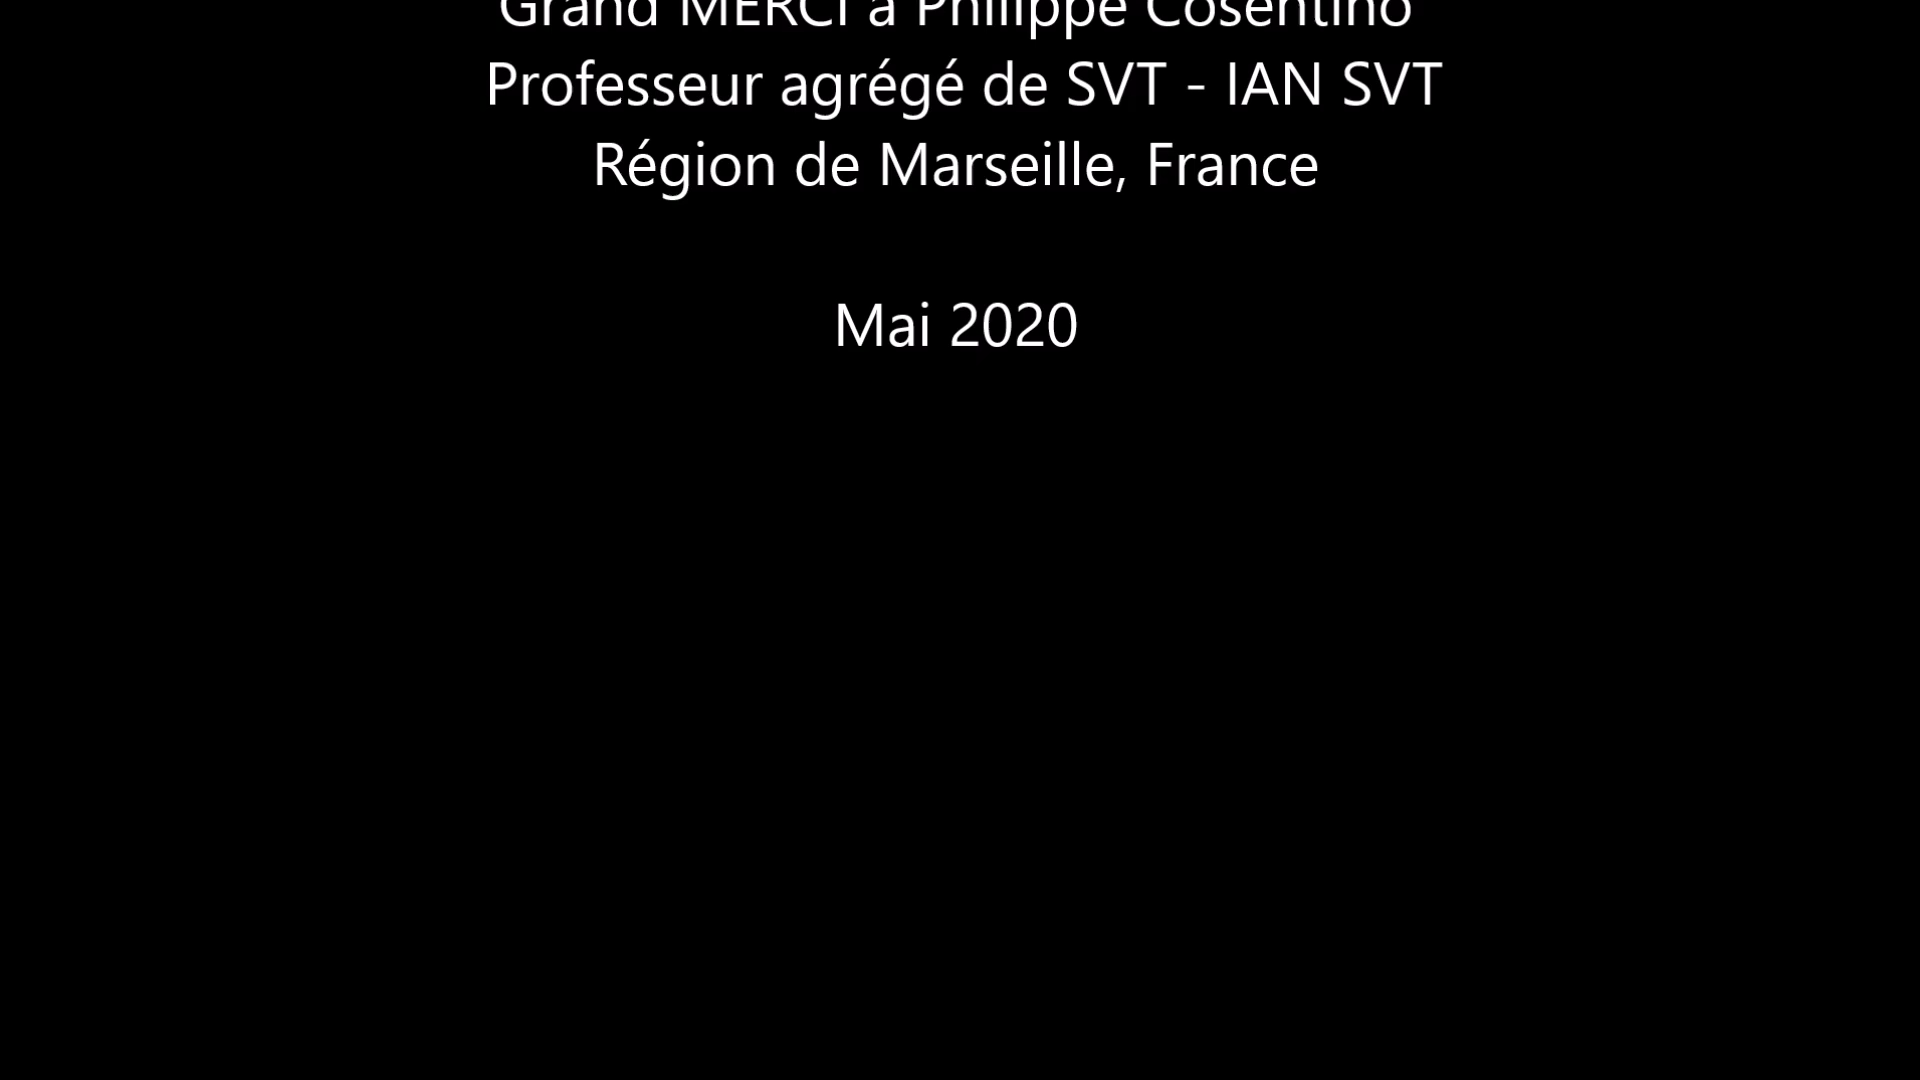 Grand MERCI à Philippe Cosentino
Professeur agrégé de SVT - IAN SVT
Région de Marseille, France
Mai 2020